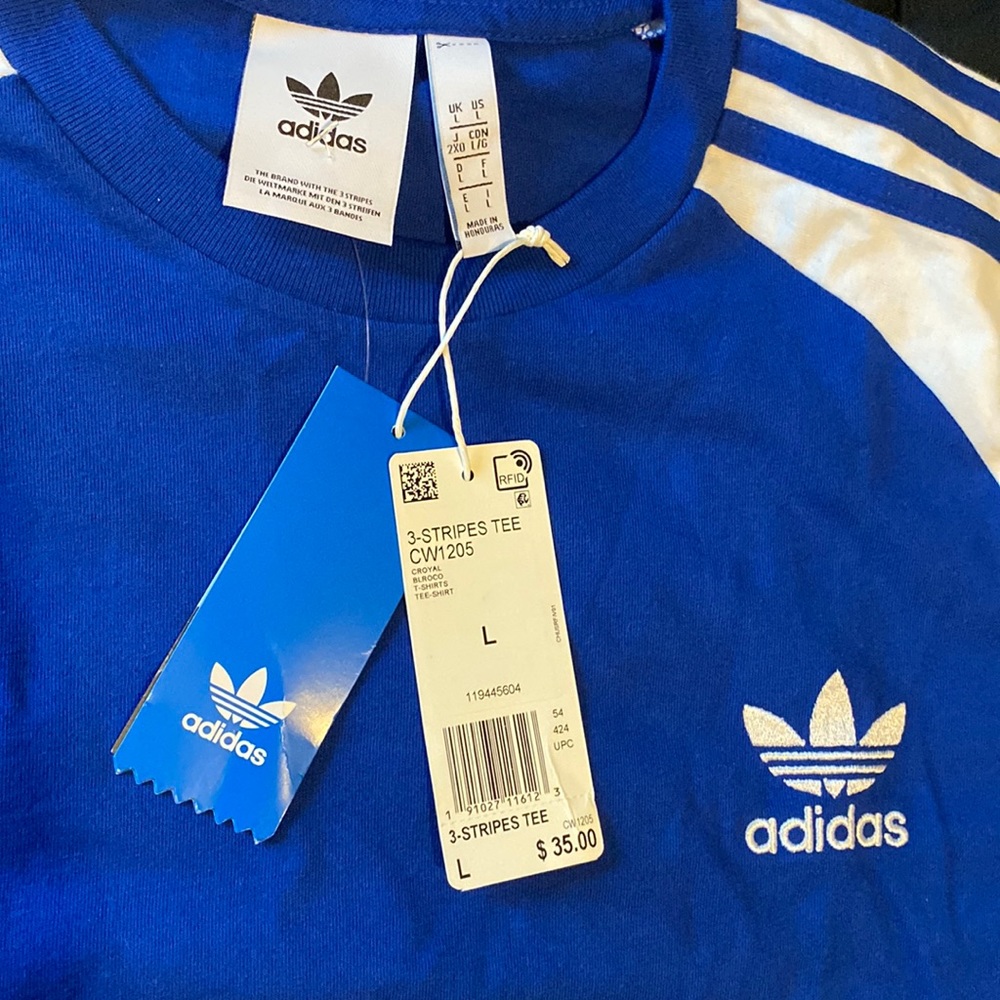 adidas
THE BRAND WITH THE 3 STRIPES
DIE WELTMARKE MIT DEN 3 STREIFEN
LA MARQUE AUX 3 BANDES
UK US
L L
J CDN
2XO L/G
D F
L L
E I
L L
MADE IN
HONDURAS
adidas
RFID
3-STRIPES TEE
CW1205
CROYAL
BLROCO
T-SHIRTS
TEE-SHIRT
L
119445604
54
424
UPC
1 91027 11612 3
3-STRIPES TEE
CW1205
L
$ 35.00
adidas